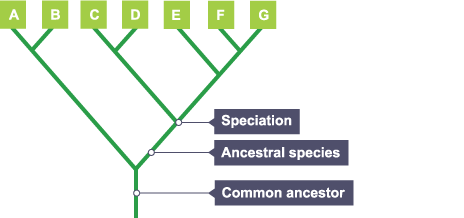 A B C D E F G
Speciation
Ancestral species
Common ancestor